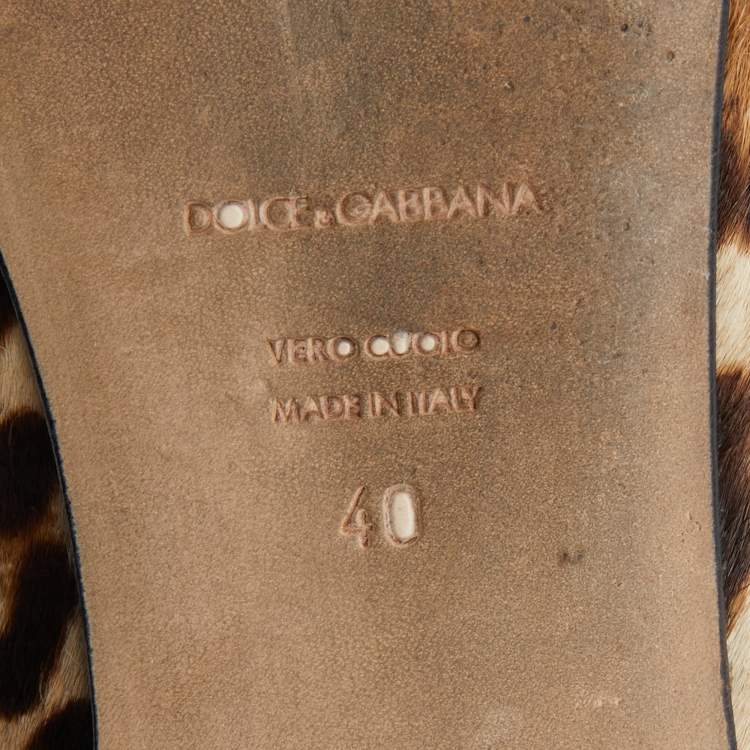 DOLCE & GABBANA
VERO CUOIO
MADE IN ITALY
40